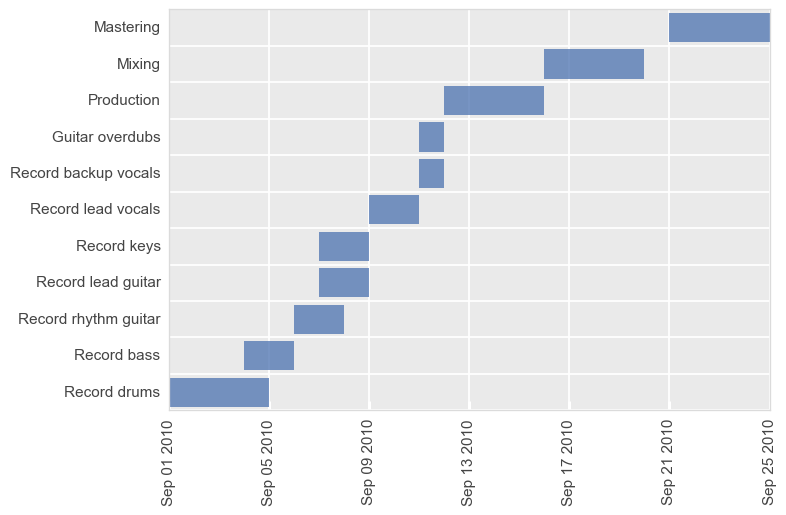 Mastering
Mixing
Production
Guitar overdubs
Record backup vocals
Record lead vocals
Record keys
Record lead guitar
Record rhythm guitar
Record bass
Record drums
Sep 01 2010
Sep 05 2010
Sep 09 2010
Sep 13 2010
Sep 17 2010
Sep 21 2010
Sep 25 2010